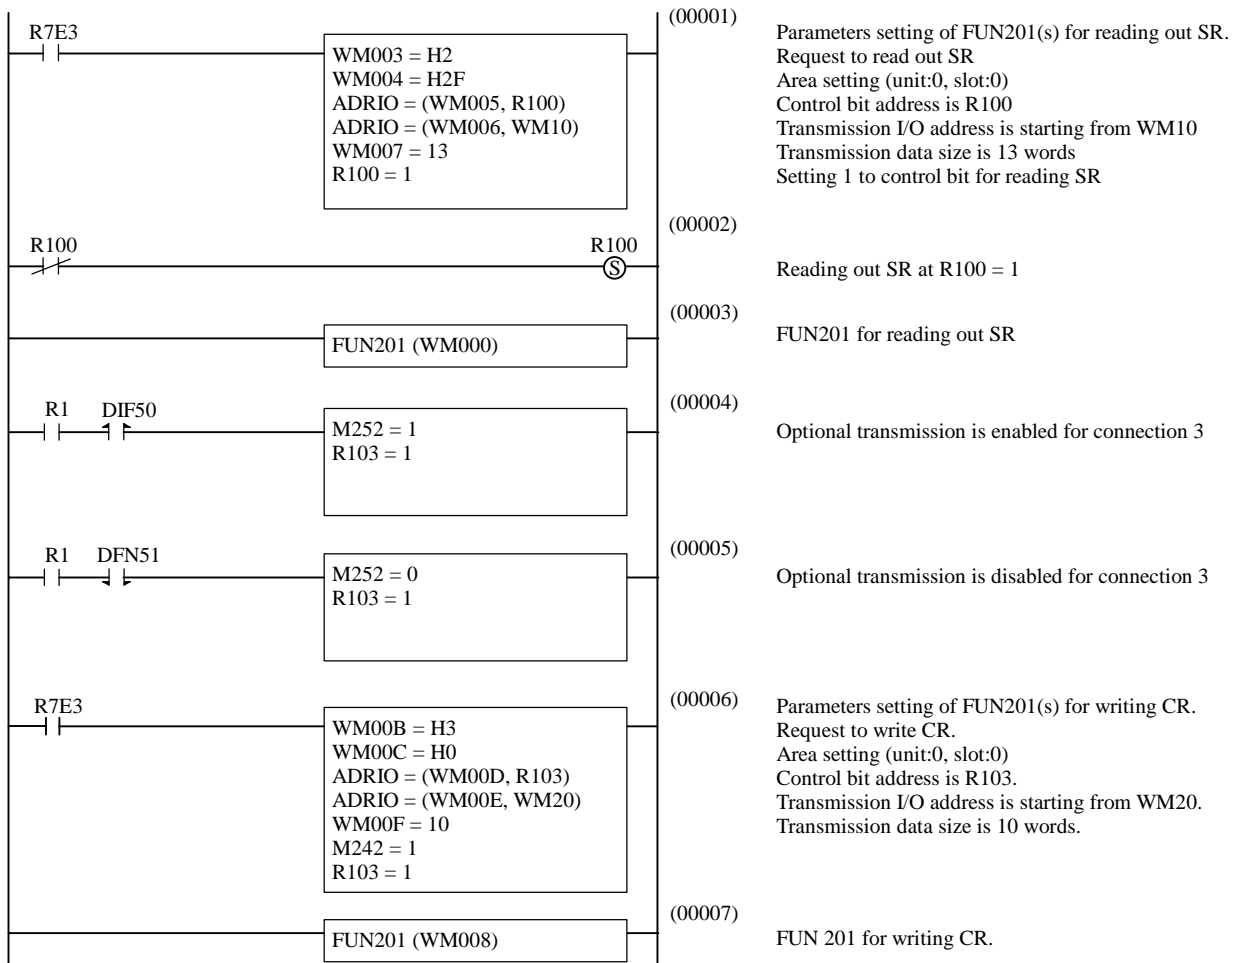 (00001)
R7E3
WM003 = H2
WM004 = H2F
ADRIO = (WM005, R100)
ADRIO = (WM006, WM10)
WM007 = 13
R100 = 1
Parameters setting of FUN201(s) for reading out SR.
Request to read out SR
Area setting (unit:0, slot:0)
Control bit address is R100
Transmission I/O address is starting from WM10
Transmission data size is 13 words
Setting 1 to control bit for reading SR
(00002)
R100
R100
S
Reading out SR at R100 = 1
(00003)
FUN201 (WM000)
FUN201 for reading out SR
(00004)
R1 DIF50
M252 = 1
R103 = 1
Optional transmission is enabled for connection 3
(00005)
R1 DFN51
M252 = 0
R103 = 1
Optional transmission is disabled for connection 3
(00006)
R7E3
WM00B = H3
WM00C = H0
ADRIO = (WM00D, R103)
ADRIO = (WM00E, WM20)
WM00F = 10
M242 = 1
R103 = 1
Parameters setting of FUN201(s) for writing CR.
Request to write CR.
Area setting (unit:0, slot:0)
Control bit address is R103.
Transmission I/O address is starting from WM20.
Transmission data size is 10 words.
(00007)
FUN201 (WM008)
FUN 201 for writing CR.